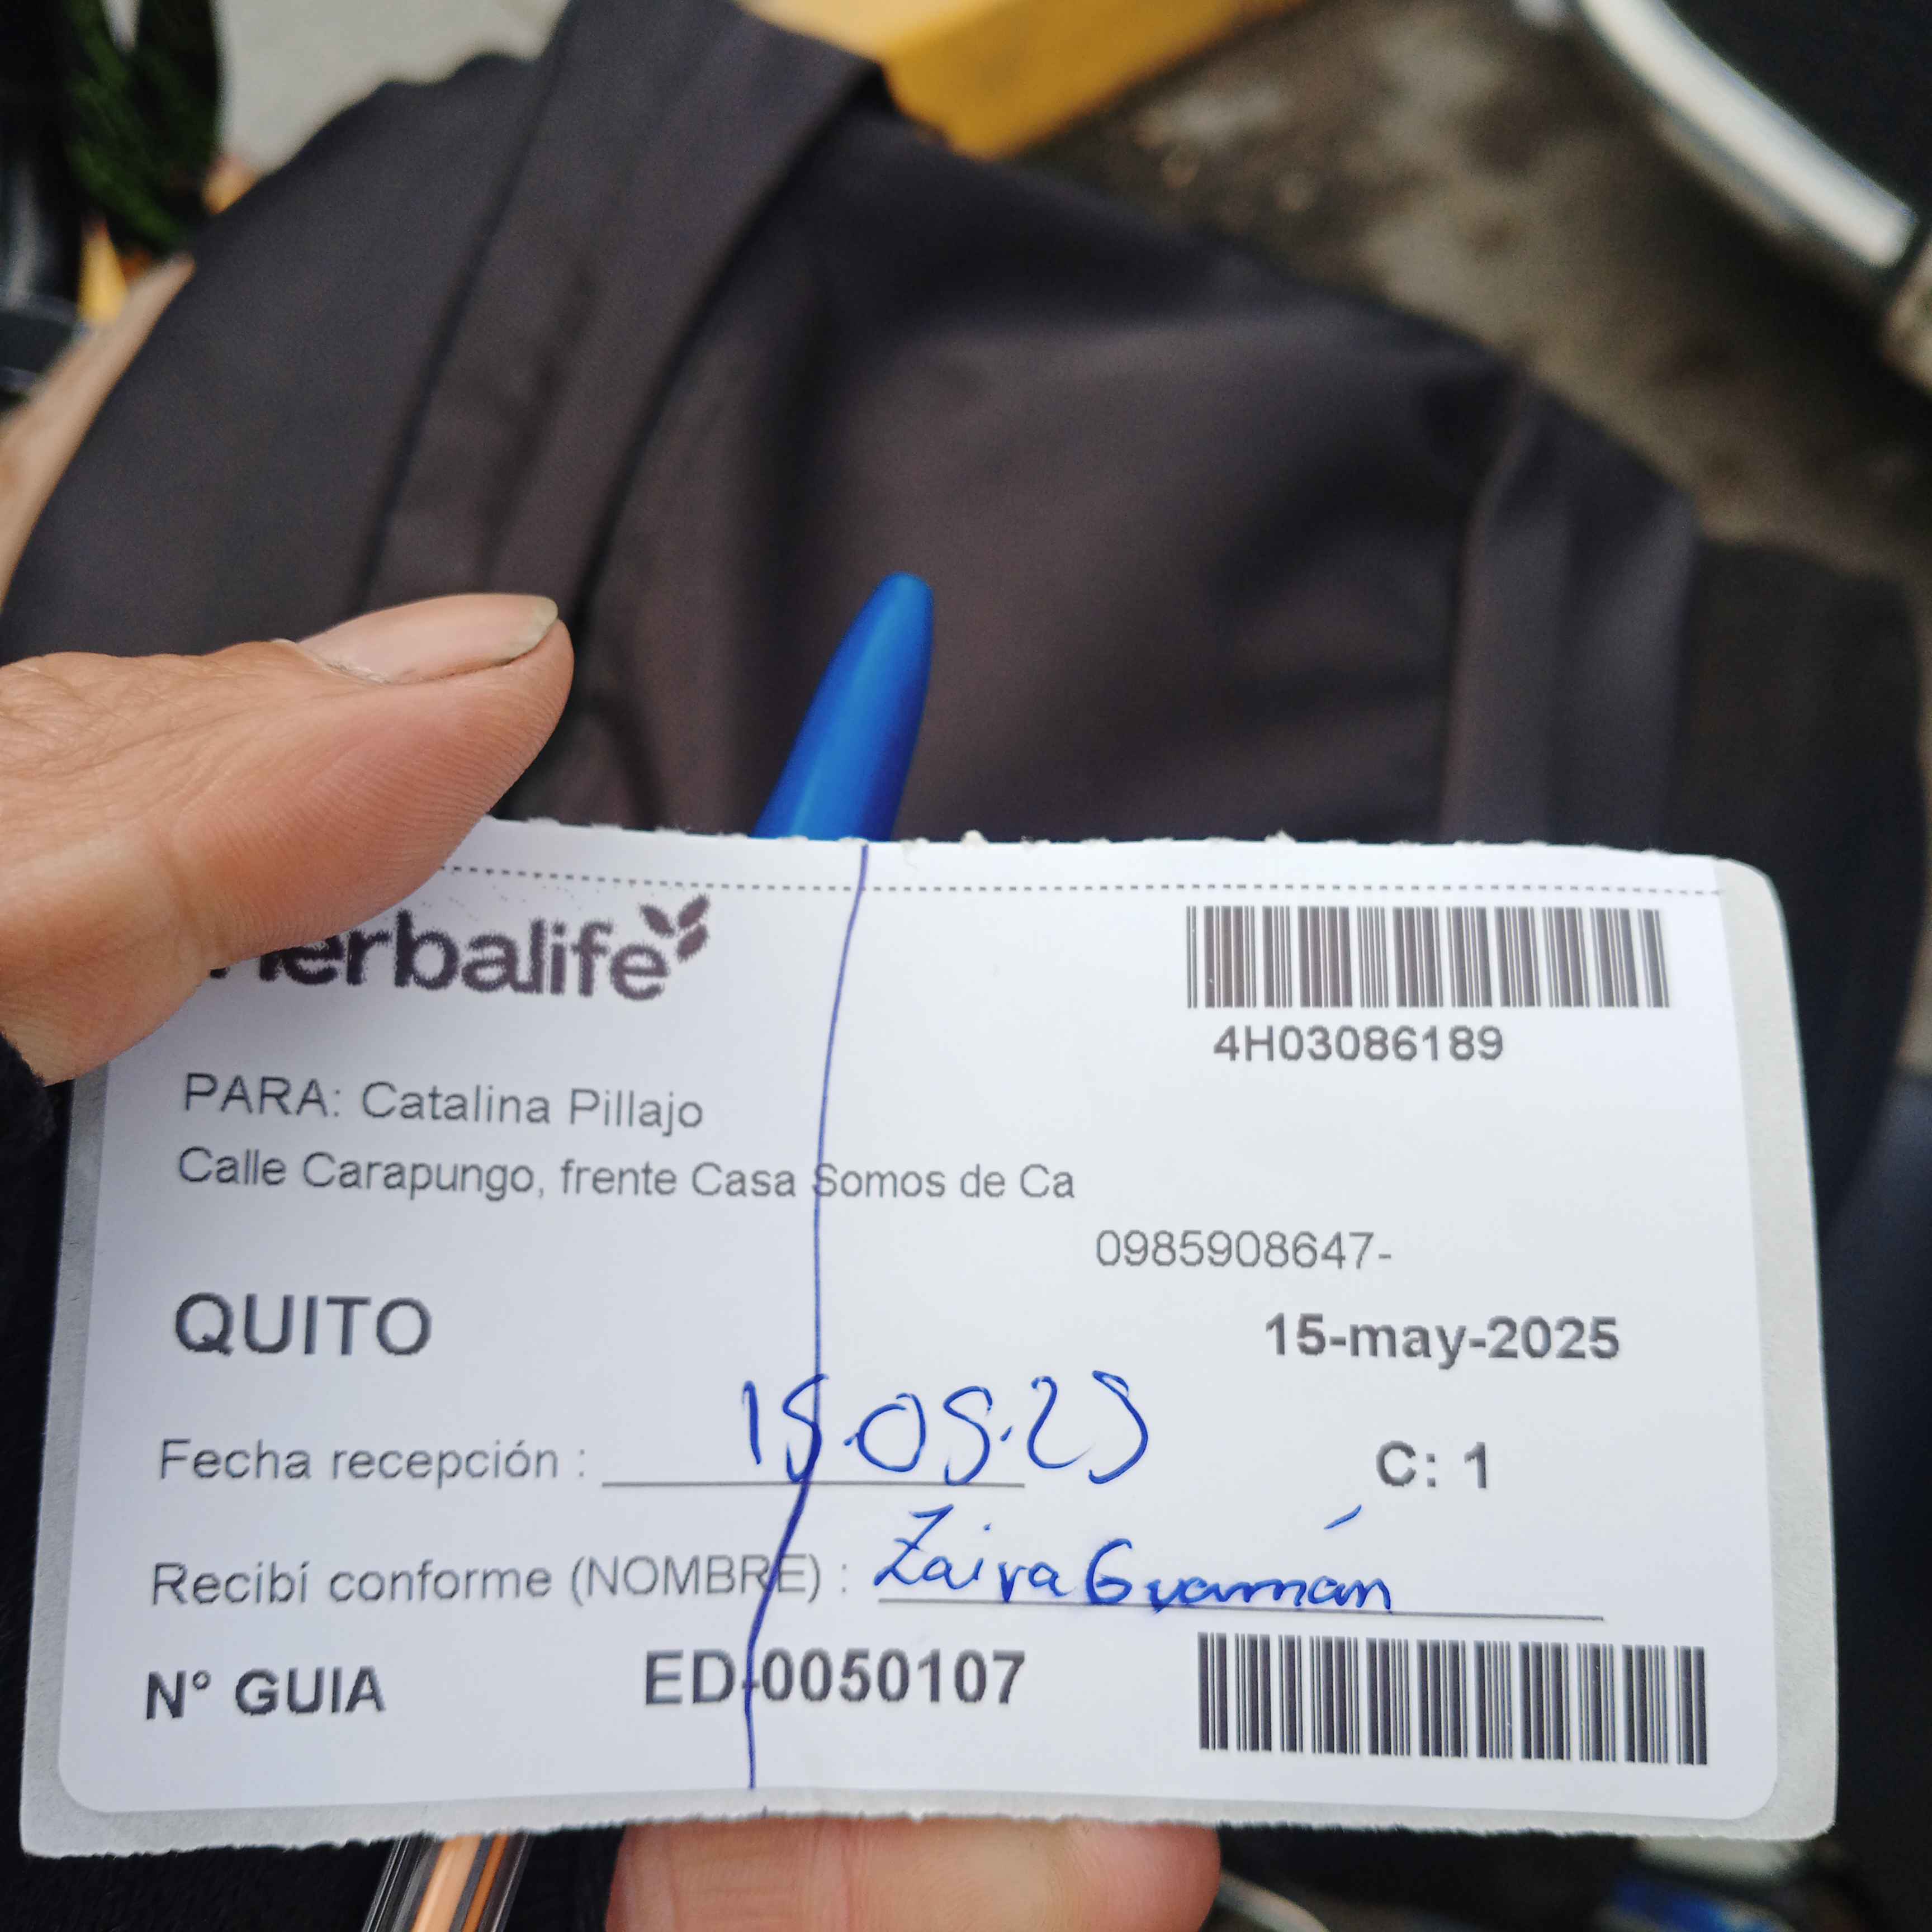 Herbalife
4H03086189
PARA: Catalina Pillajo
Calle Carapungo, frente Casa Somos de Ca
0985908647-
QUITO
15-may-2025
Fecha recepción : 15.05.25
C: 1
Recibí conforme (NOMBRE) : Zaira Guamán
N° GUIA ED-0050107